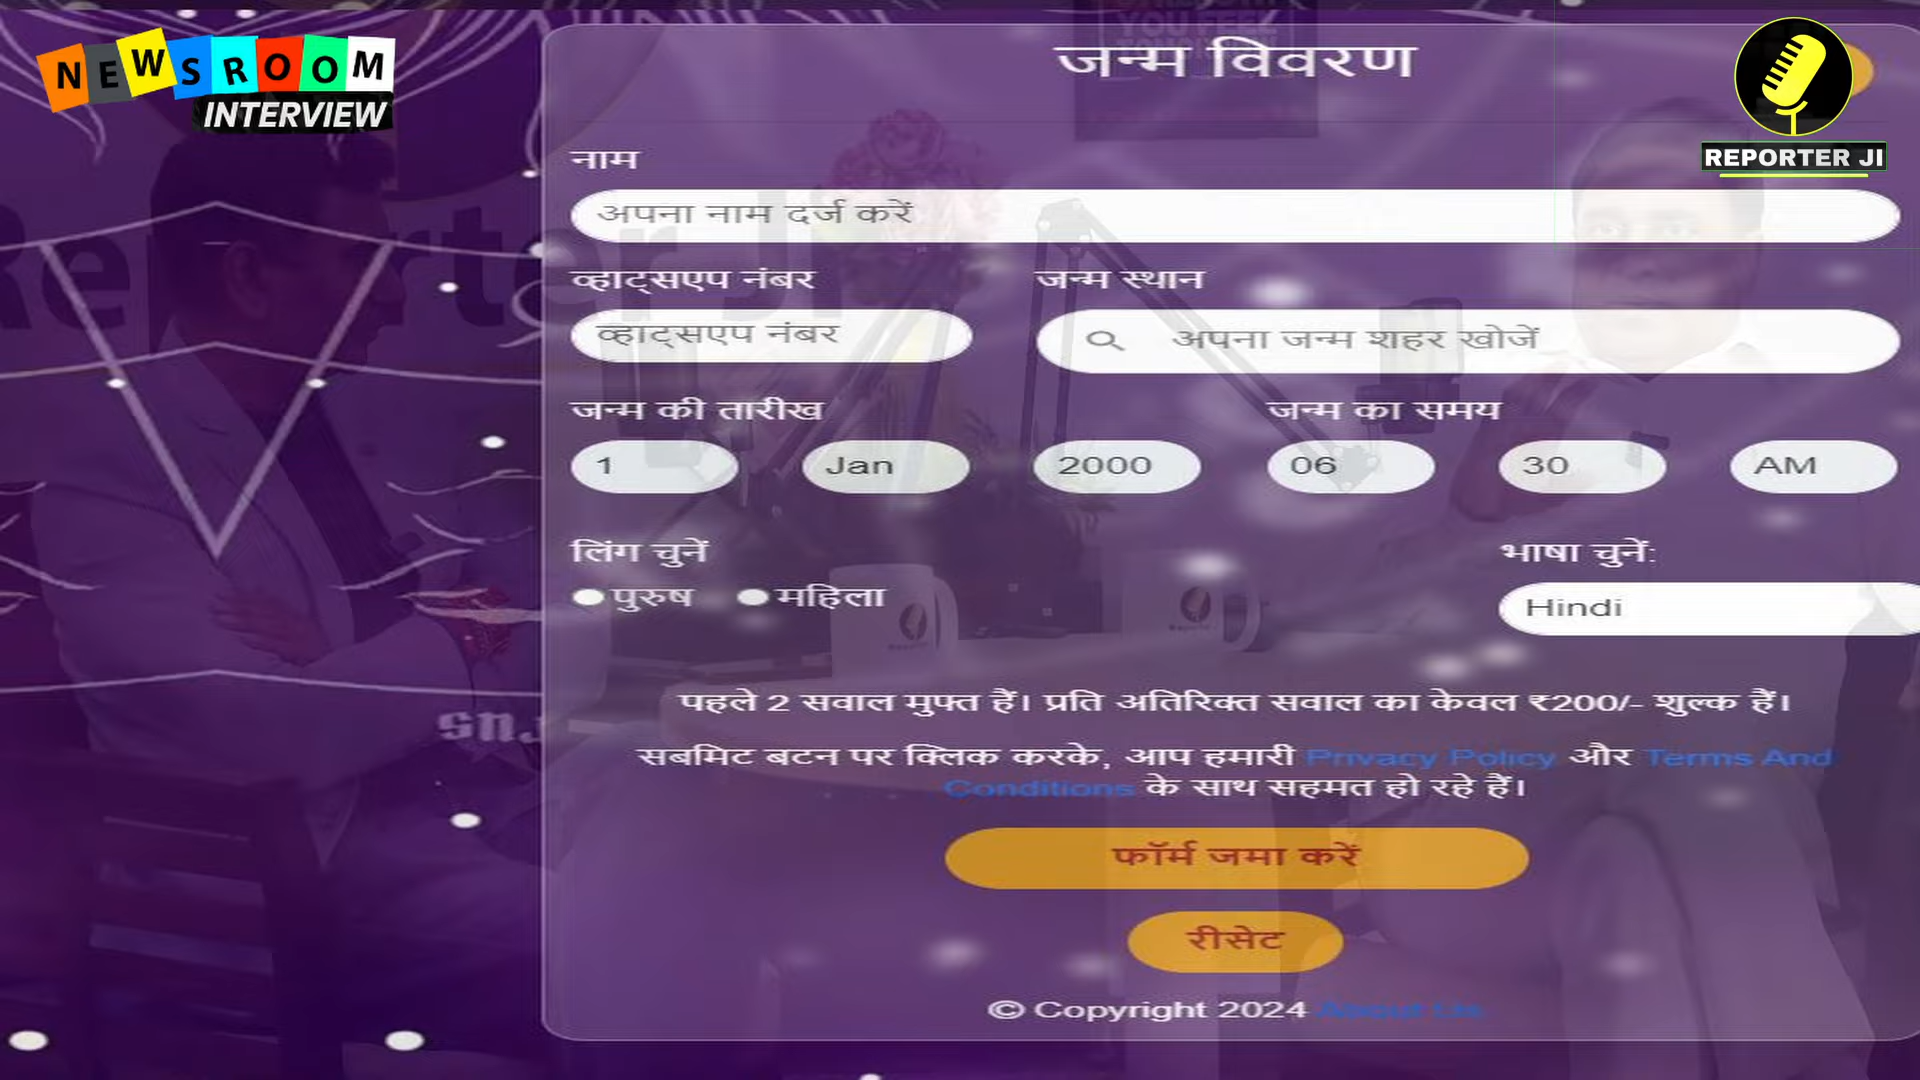 NEWSROOM
INTERVIEW
REPORTER JI
जन्म विवरण
नाम
अपना नाम दर्ज करें
व्हाट्सएप नंबर
जन्म स्थान
व्हाट्सएप नंबर
अपना जन्म शहर खोजें
जन्म की तारीख
जन्म का समय
1 Jan 2000 06 30 AM
लिंग चुनें
भाषा चुनें:
पुरुष महिला
Hindi
पहले 2 सवाल मुफ्त हैं। प्रति अतिरिक्त सवाल का केवल ₹200/- शुल्क हैं।
सबमिट बटन पर क्लिक करके, आप हमारी Privacy Policy और Terms And
Conditions के साथ सहमत हो रहे हैं।
फॉर्म जमा करें
रीसेट
© Copyright 2024 About Us